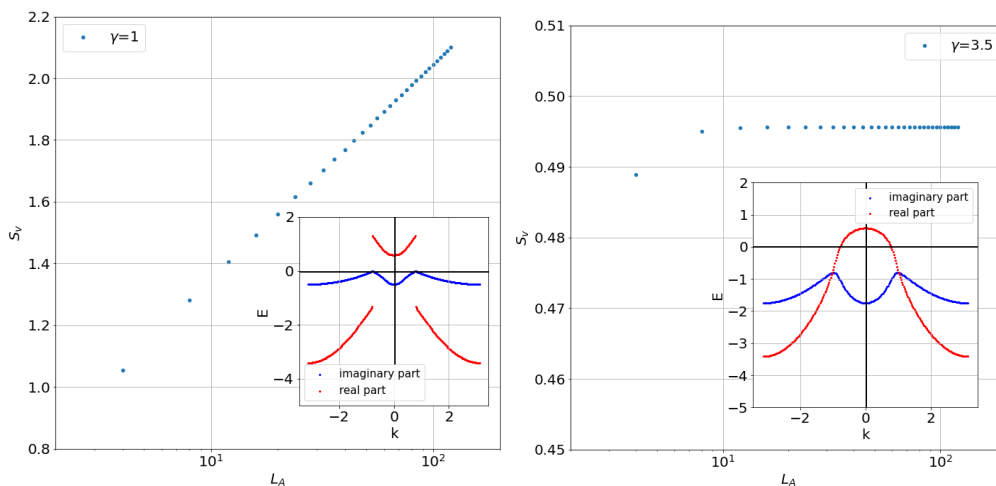 2.2
2.0
1.8
1.6
1.4
1.2
1.0
0.8
S_v
γ=1
10^1
10^2
L_A
2
0
−2
−4
E
imaginary part
real part
−2
0
2
k
0.51
0.50
0.49
0.48
0.47
0.46
0.45
S_v
γ=3.5
10^1
10^2
L_A
2
1
0
−1
−2
−3
−4
−5
E
imaginary part
real part
−2
0
2
k